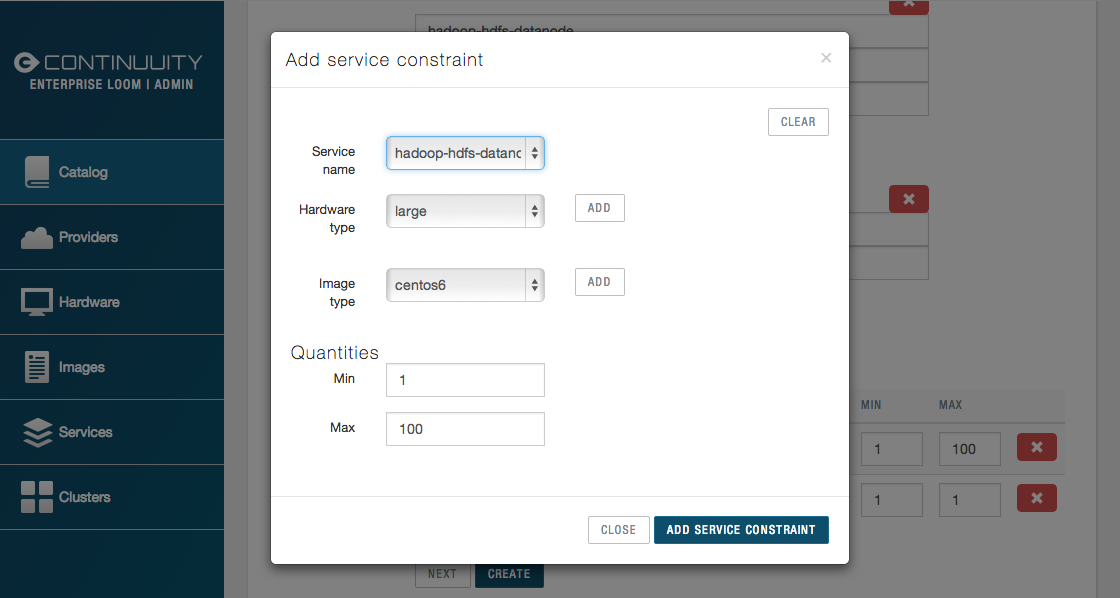 CONTINUUITY
ENTERPRISE LOOM | ADMIN
Catalog
Providers
Hardware
Images
Services
Clusters
hadoop-hdfs-datanode
Add service constraint
×
CLEAR
Service
name
hadoop-hdfs-datanc
Hardware
type
large
ADD
Image
type
centos6
ADD
Quantities
Min
1
Max
100
CLOSE
ADD SERVICE CONSTRAINT
MIN
MAX
1
100
1
1
NEXT
CREATE